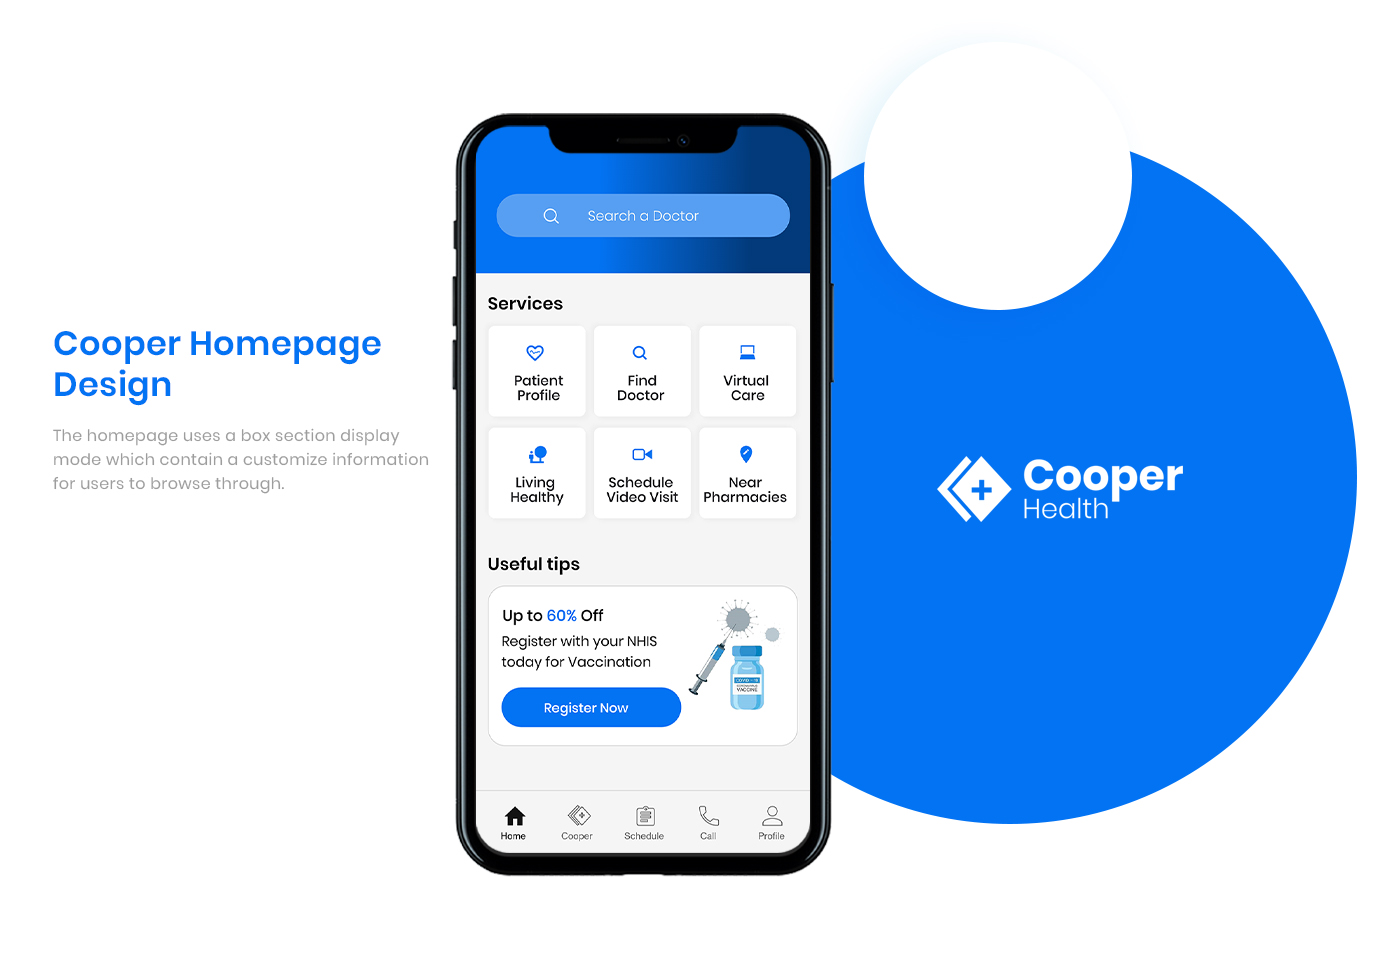 Cooper Homepage
Design
The homepage uses a box section display
mode which contain a customize information
for users to browse through.
Search a Doctor
Services
Patient
Profile
Find
Doctor
Virtual
Care
Living
Healthy
Schedule
Video Visit
Near
Pharmacies
Useful tips
Up to 60% Off
Register with your NHIS
today for Vaccination
Register Now
COVID-19
CORONAVIRUS
VACCINE
Home
Cooper
Schedule
Call
Profile
Cooper
Health